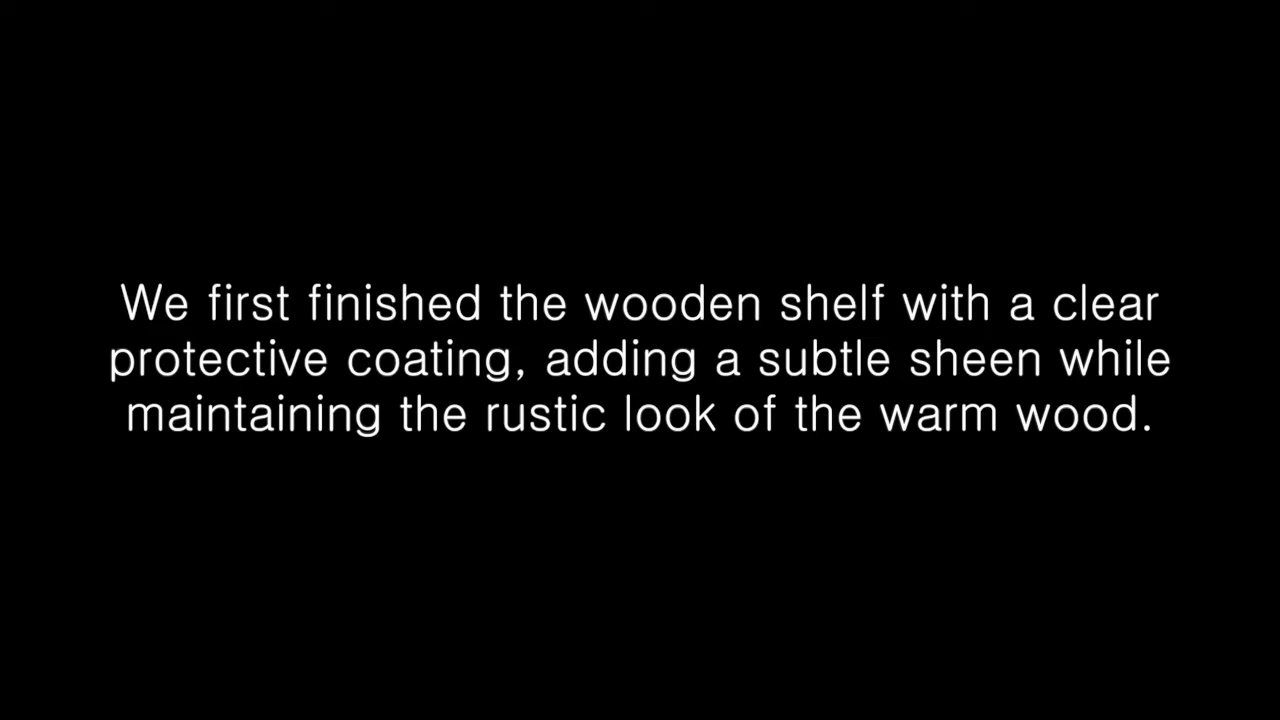 We first finished the wooden shelf with a clear
protective coating, adding a subtle sheen while
maintaining the rustic look of the warm wood.